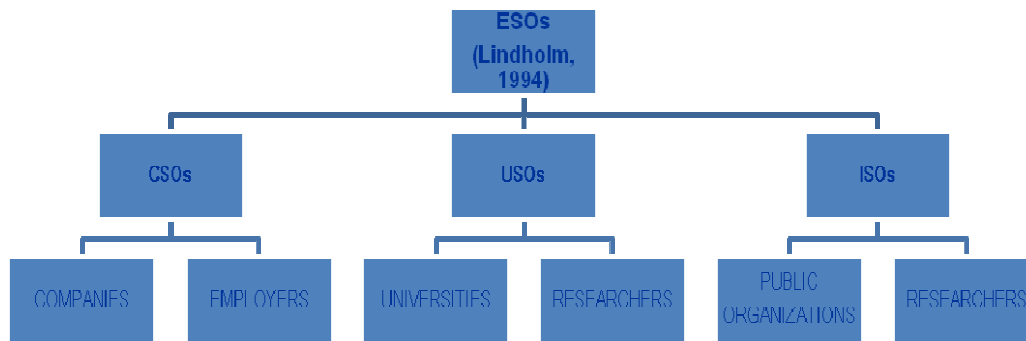 ESOs
(Lindholm,
1994)
CSOs
USOs
ISOs
COMPANIES
EMPLOYERS
UNIVERSITIES
RESEARCHERS
PUBLIC
ORGANIZATIONS
RESEARCHERS